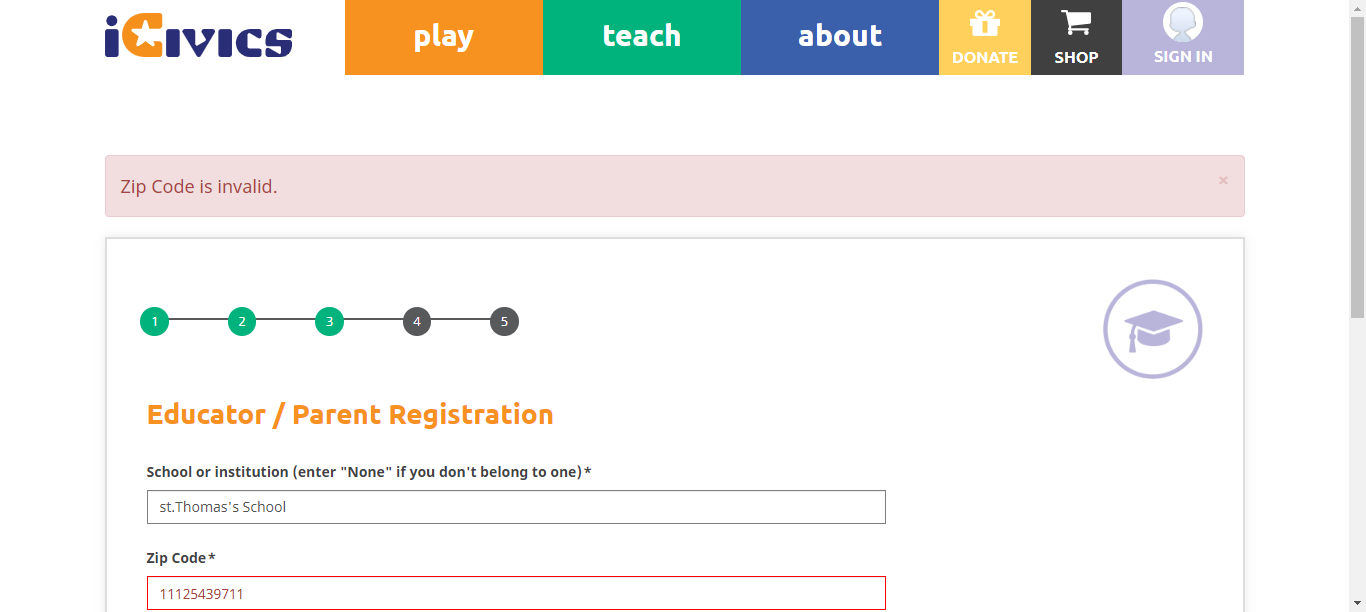 iCivics
play
teach
about
DONATE
SHOP
SIGN IN
Zip Code is invalid.
×
1 2 3 4 5
Educator / Parent Registration
School or institution (enter "None" if you don't belong to one)*
st.Thomas's School
Zip Code*
11125439711